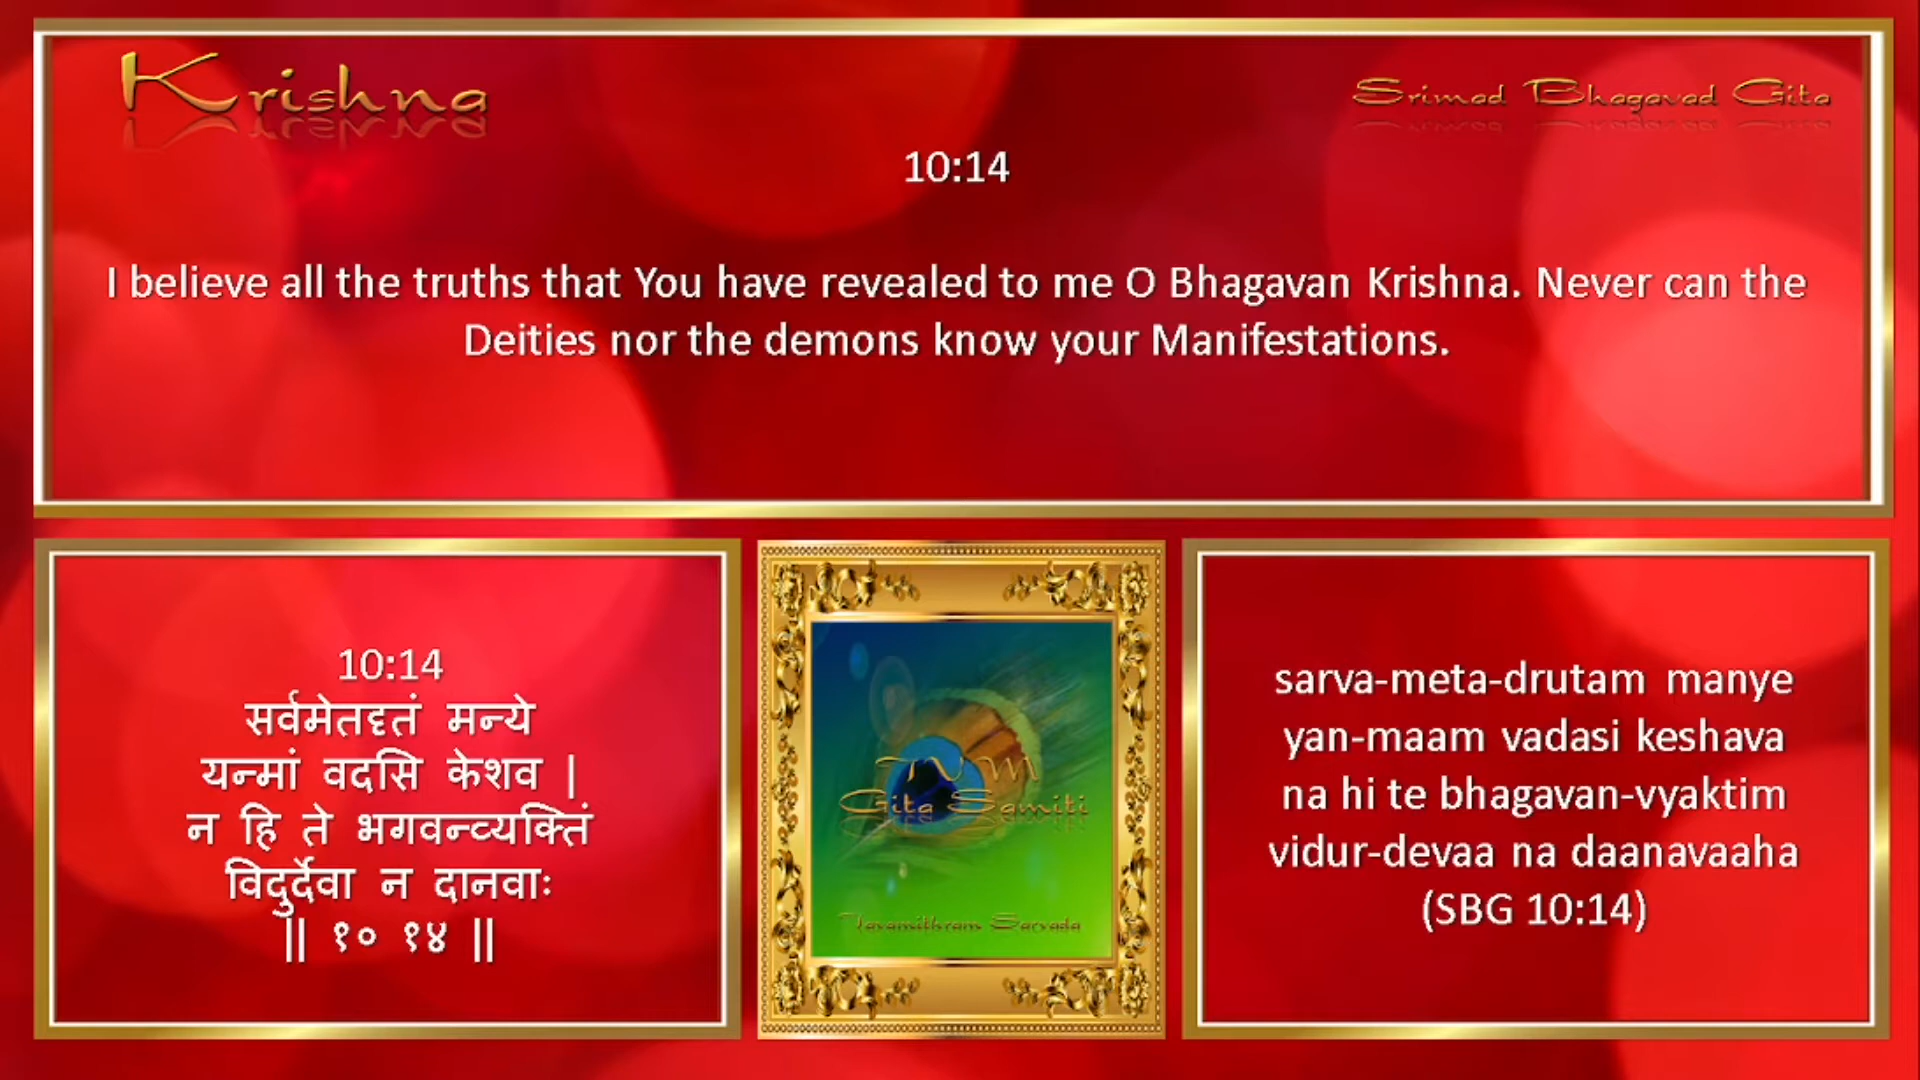 Krishna
Srimad Bhagavad Gita
10:14
I believe all the truths that You have revealed to me O Bhagavan Krishna. Never can the
Deities nor the demons know your Manifestations.
10:14
सर्वमेतदृतं मन्ये
यन्मां वदसि केशव |
न हि ते भगवन्व्यक्तिं
विदुर्देवा न दानवाः
|| १० १४ ||
TVM
Gita Samiti
Tavamithram Sarvada
sarva-meta-drutam manye
yan-maam vadasi keshava
na hi te bhagavan-vyaktim
vidur-devaa na daanavaaha
(SBG 10:14)